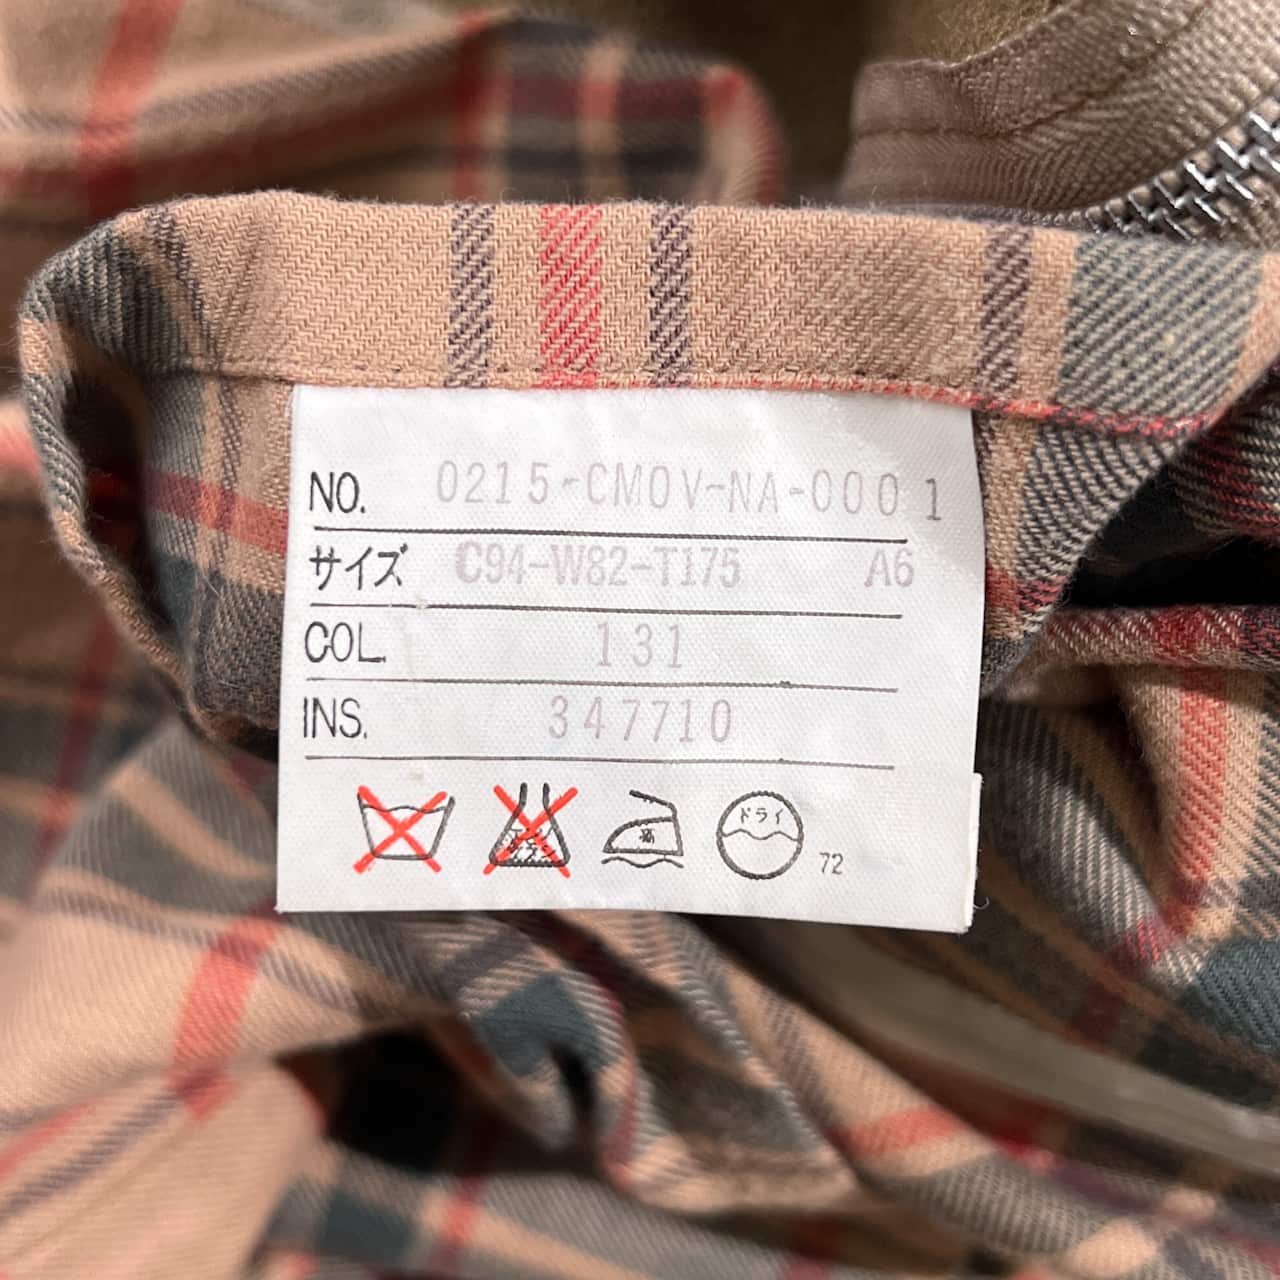 NO. 0215-CMOV-NA-0001
サイズ C94-W82-T175 A6
COL. 131
INS. 347710
ドライ 72